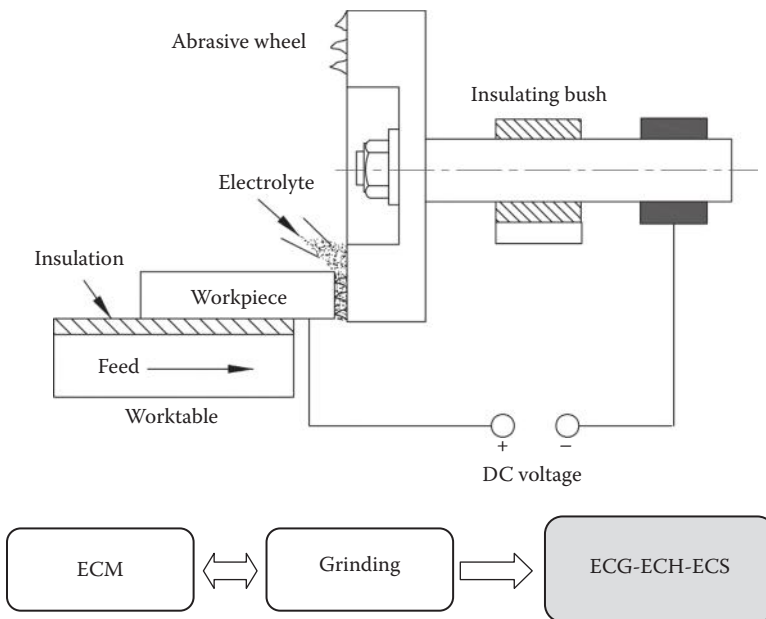 Abrasive wheel
Insulating bush
Electrolyte
Insulation
Workpiece
Feed
Worktable
+
–
DC voltage
ECM
Grinding
ECG-ECH-ECS